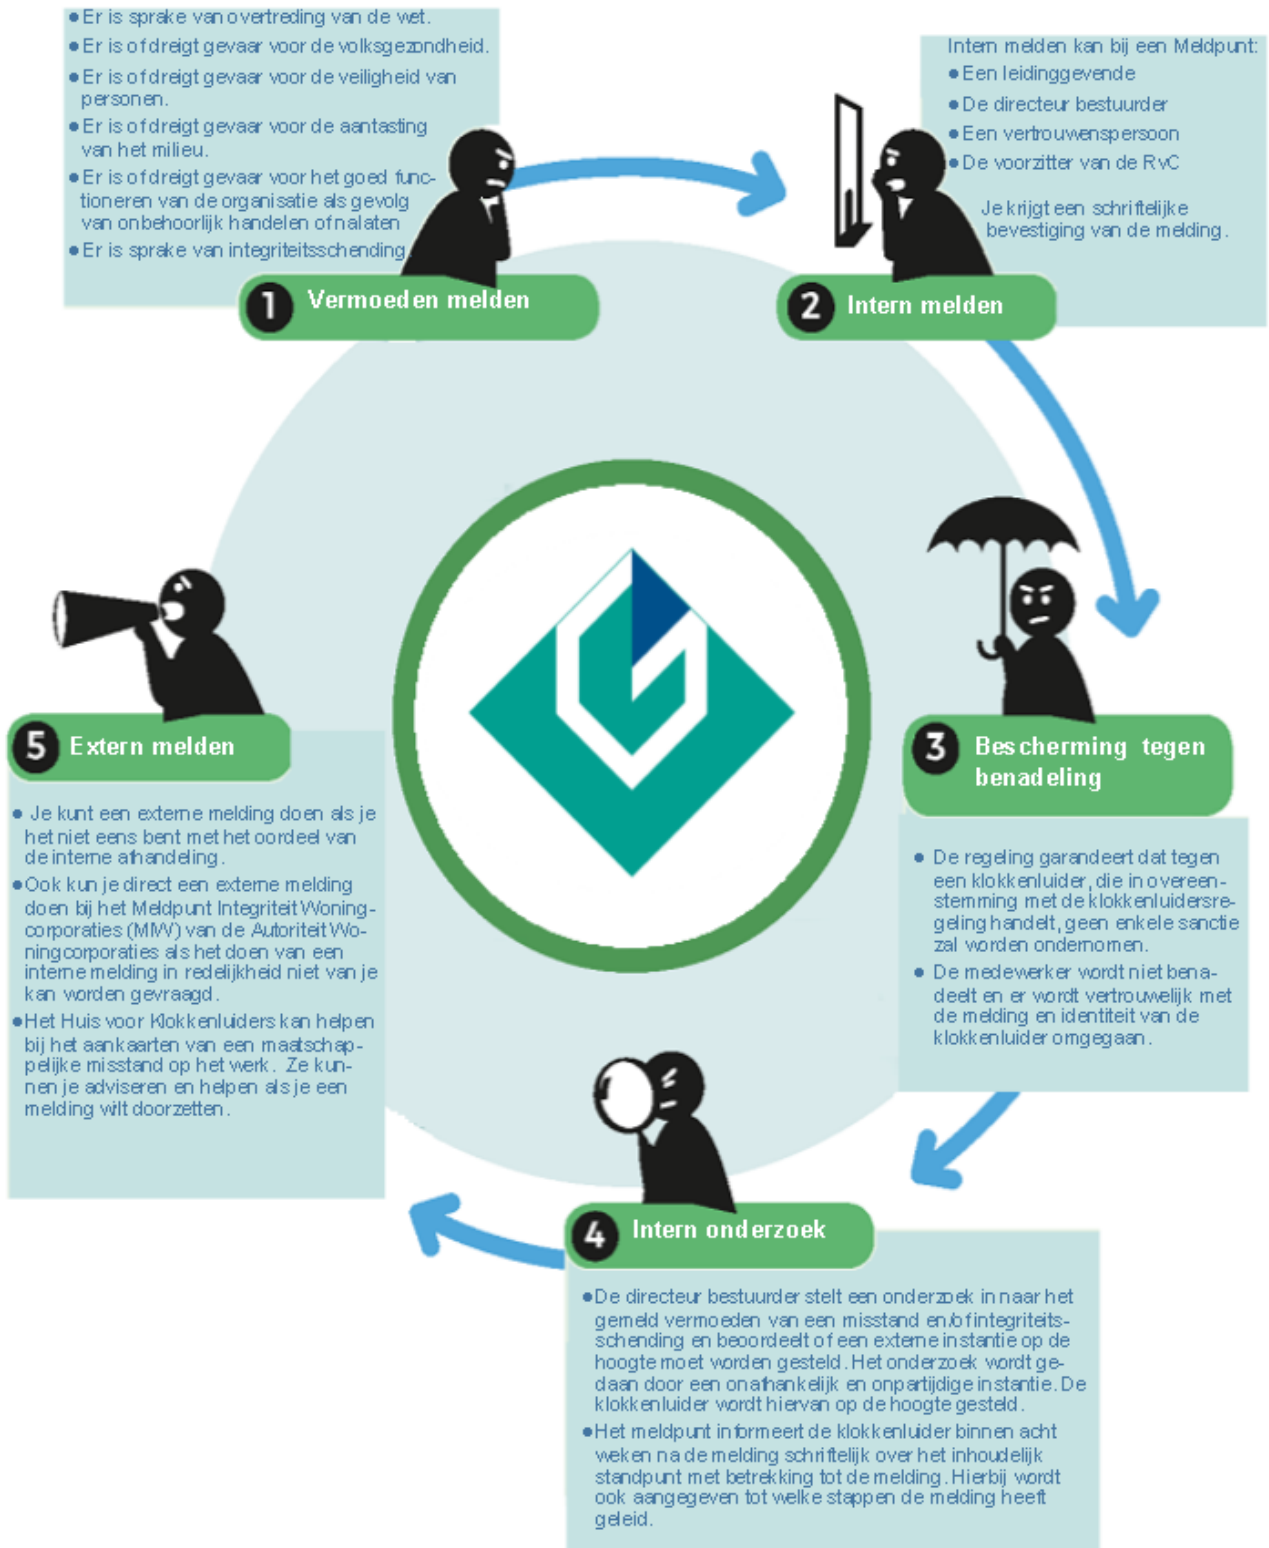 ● Er is sprake van overtreding van de wet.
● Er is of dreigt gevaar voor de volksgezondheid.
● Er is of dreigt gevaar voor de veiligheid van
personen.
● Er is of dreigt gevaar voor de aantasting
van het milieu.
● Er is of dreigt gevaar voor het goed func-
tioneren van de organisatie als gevolg
van onbehoorlijk handelen of nalaten
● Er is sprake van integriteitsschending
1 Vermoeden melden
Intern melden kan bij een Meldpunt:
● Een leidinggevende
● De directeur bestuurder
● Een vertrouwenspersoon
● De voorzitter van de RvC
Je krijgt een schriftelijke
bevestiging van de melding.
2 Intern melden
3 Bescherming tegen
benadeling
● De regeling garandeert dat tegen
een klokkenluider, die in overeen-
stemming met de klokkenluidersre-
geling handelt, geen enkele sanctie
zal worden ondernomen.
● De medewerker wordt niet bena-
deelt en er wordt vertrouwelijk met
de melding en identiteit van de
klokkenluider omgegaan.
4 Intern onderzoek
● De directeur bestuurder stelt een onderzoek in naar het
gemeld vermoeden van een misstand en/of integriteits-
schending en beoordeelt of een externe instantie op de
hoogte moet worden gesteld. Het onderzoek wordt ge-
daan door een onafhankelijk en onpartijdige instantie. De
klokkenluider wordt hiervan op de hoogte gesteld.
● Het meldpunt informeert de klokkenluider binnen acht
weken na de melding schriftelijk over het inhoudelijk
standpunt met betrekking tot de melding. Hierbij wordt
ook aangegeven tot welke stappen de melding heeft
geleid.
5 Extern melden
● Je kunt een externe melding doen als je
het niet eens bent met het oordeel van
de interne afhandeling.
● Ook kun je direct een externe melding
doen bij het Meldpunt Integriteit Woning-
corporaties (MIW) van de Autoriteit Wo-
ningcorporaties als het doen van een
interne melding in redelijkheid niet van je
kan worden gevraagd.
● Het Huis voor Klokkenluiders kan helpen
bij het aankaarten van een maatschap-
pelijke misstand op het werk. Ze kun-
nen je adviseren en helpen als je een
melding wilt doorzetten.